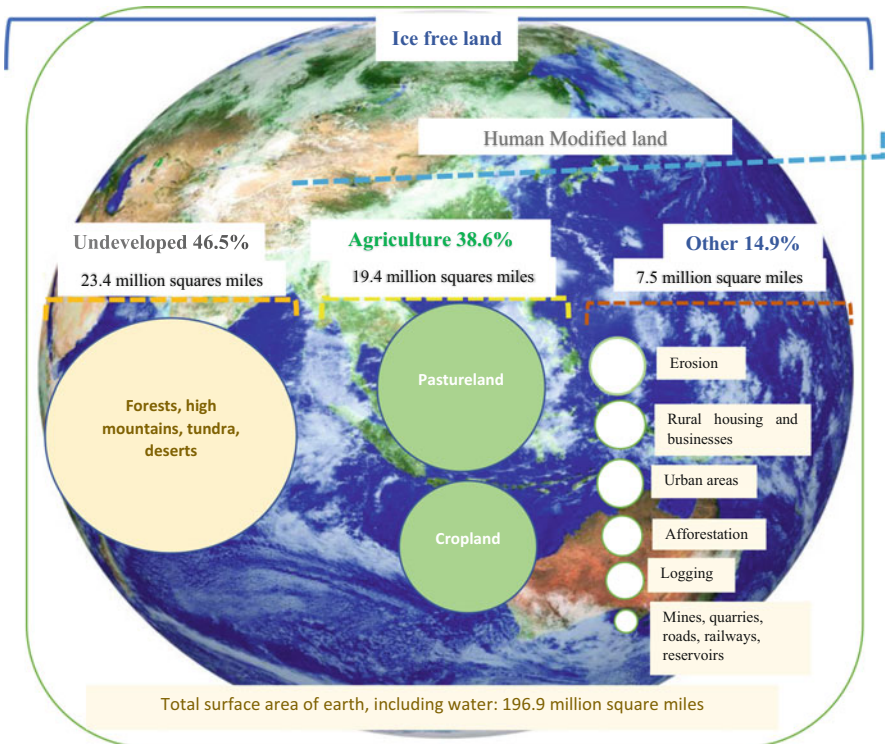 Ice free land
Human Modified land
Undeveloped 46.5%
23.4 million squares miles
Agriculture 38.6%
19.4 million squares miles
Other 14.9%
7.5 million square miles
Forests, high
mountains, tundra,
deserts
Pastureland
Cropland
Erosion
Rural housing and
businesses
Urban areas
Afforestation
Logging
Mines, quarries,
roads, railways,
reservoirs
Total surface area of earth, including water: 196.9 million square miles